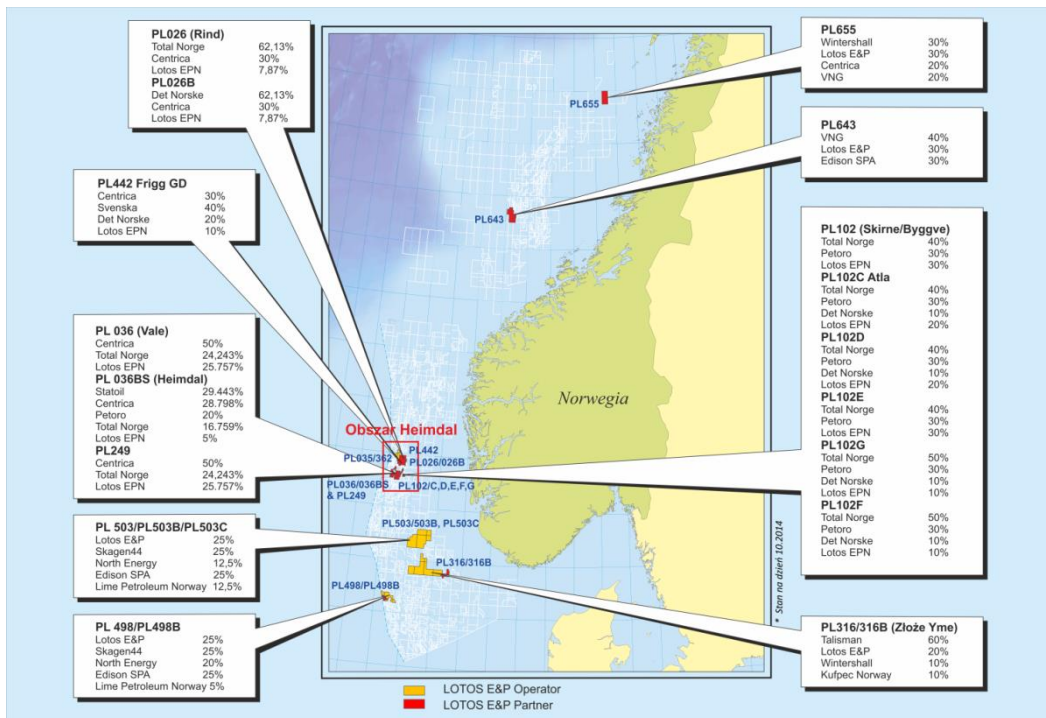 PL026 (Rind)
Total Norge 62,13%
Centrica 30%
Lotos EPN 7,87%
PL026B
Det Norske 62,13%
Centrica 30%
Lotos EPN 7,87%
PL442 Frigg GD
Centrica 30%
Svenska 40%
Det Norske 20%
Lotos EPN 10%
PL 036 (Vale)
Centrica 50%
Total Norge 24,243%
Lotos EPN 25.757%
PL 036BS (Heimdal)
Statoil 29.443%
Centrica 28.798%
Petoro 20%
Total Norge 16.759%
Lotos EPN 5%
PL249
Centrica 50%
Total Norge 24,243%
Lotos EPN 25.757%
PL 503/PL503B/PL503C
Lotos E&P 25%
Skagen44 25%
North Energy 12,5%
Edison SPA 25%
Lime Petroleum Norway 12,5%
PL 498/PL498B
Lotos E&P 25%
Skagen44 25%
North Energy 20%
Edison SPA 25%
Lime Petroleum Norway 5%
PL655
PL643
Norwegia
Obszar Heimdal
PL442
PL035/362
PL026/026B
PL036/036BS
& PL249
PL102/C,D,E,F,G
PL503/503B, PL503C
PL316/316B
PL498/PL498B
* Stan na dzień 10.2014
LOTOS E&P Operator
LOTOS E&P Partner
PL655
Wintershall 30%
Lotos E&P 30%
Centrica 20%
VNG 20%
PL643
VNG 40%
Lotos E&P 30%
Edison SPA 30%
PL102 (Skirne/Byggve)
Total Norge 40%
Petoro 30%
Lotos EPN 30%
PL102C Atla
Total Norge 40%
Petoro 30%
Det Norske 10%
Lotos EPN 20%
PL102D
Total Norge 40%
Petoro 30%
Det Norske 10%
Lotos EPN 20%
PL102E
Total Norge 40%
Petoro 30%
Lotos EPN 30%
PL102G
Total Norge 50%
Petoro 30%
Det Norske 10%
Lotos EPN 10%
PL102F
Total Norge 50%
Petoro 30%
Det Norske 10%
Lotos EPN 10%
PL316/316B (Złoże Yme)
Talisman 60%
Lotos E&P 20%
Wintershall 10%
Kufpec Norway 10%